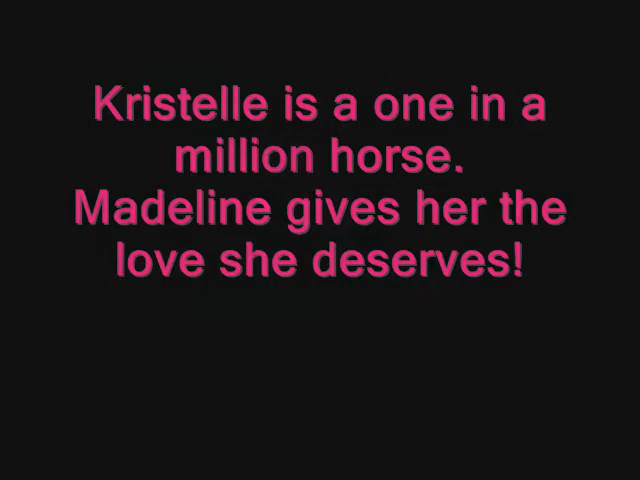 Kristelle is a one in a
million horse.
Madeline gives her the
love she deserves!